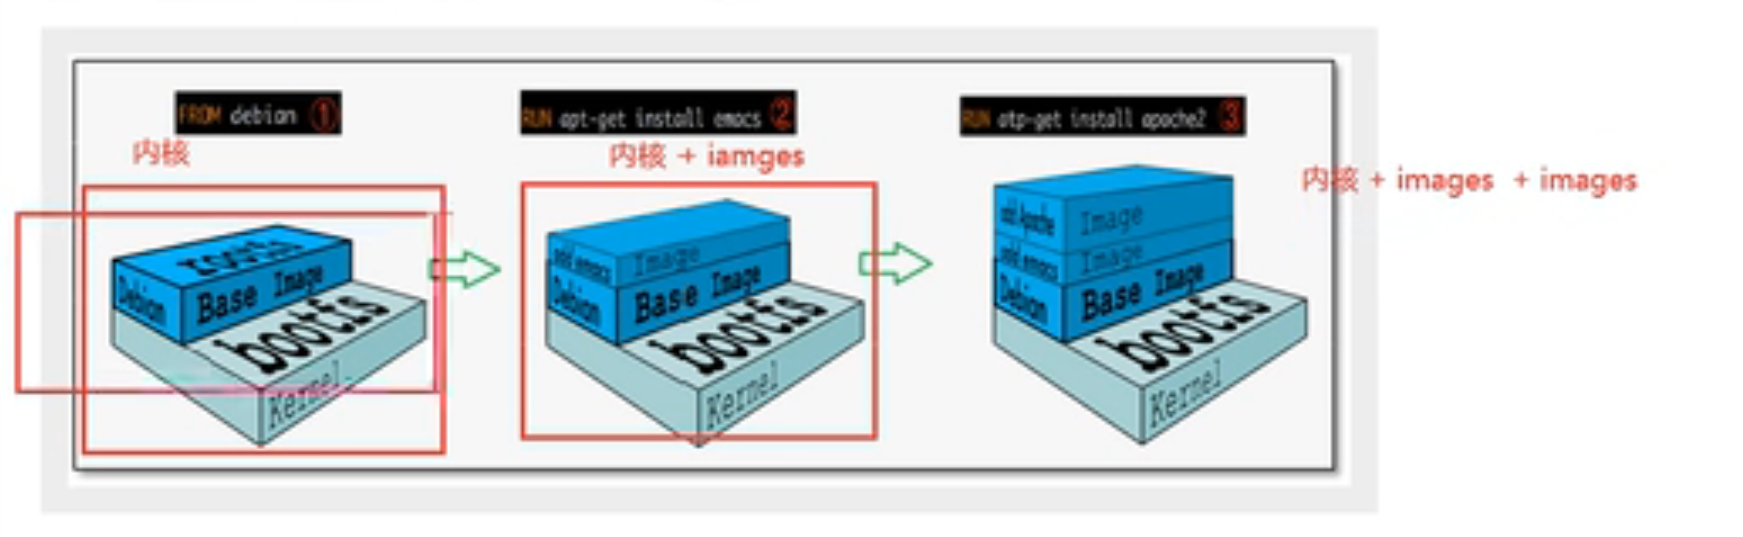 FROM debian ①
RUN apt-get install emacs ②
RUN atp-get install apache2 ③
内核
内核 + iamges
内核 + images + images
rootfs
Debian
Base Image
bootfs
Kernel
add emacs
Image
Debian
Base Image
bootfs
Kernel
add Apache
Image
add emacs
Image
Debian
Base Image
bootfs
Kernel